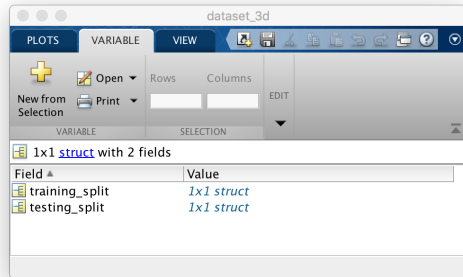 dataset_3d
PLOTS VARIABLE VIEW
New from Selection
Open
Print
Rows Columns
EDIT
VARIABLE SELECTION
1x1 struct with 2 fields
Field Value
training_split 1x1 struct
testing_split 1x1 struct